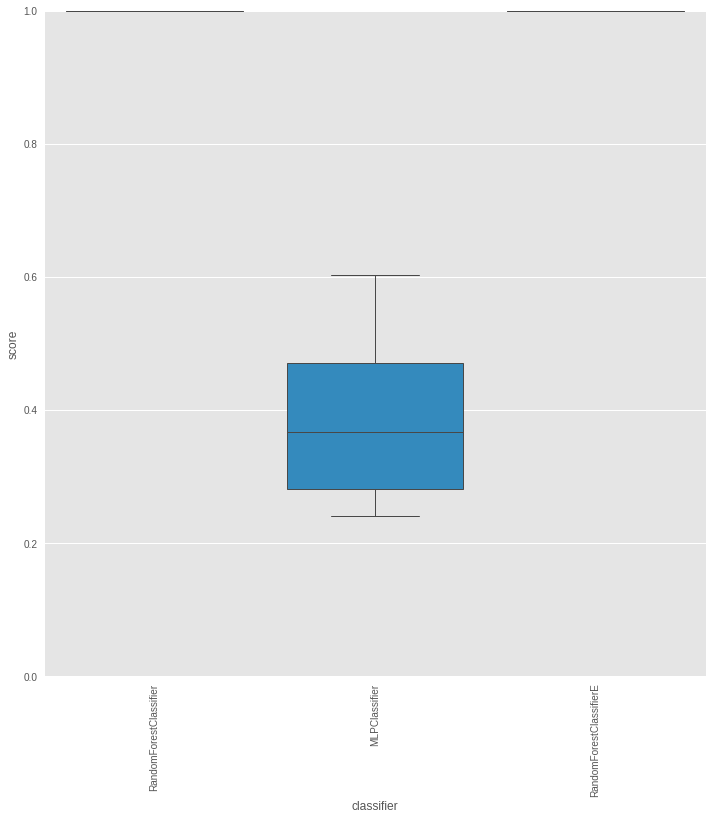 1.0
0.8
0.6
0.4
0.2
0.0
score
RandomForestClassifier
MLPClassifier
RandomForestClassifierE
classifier